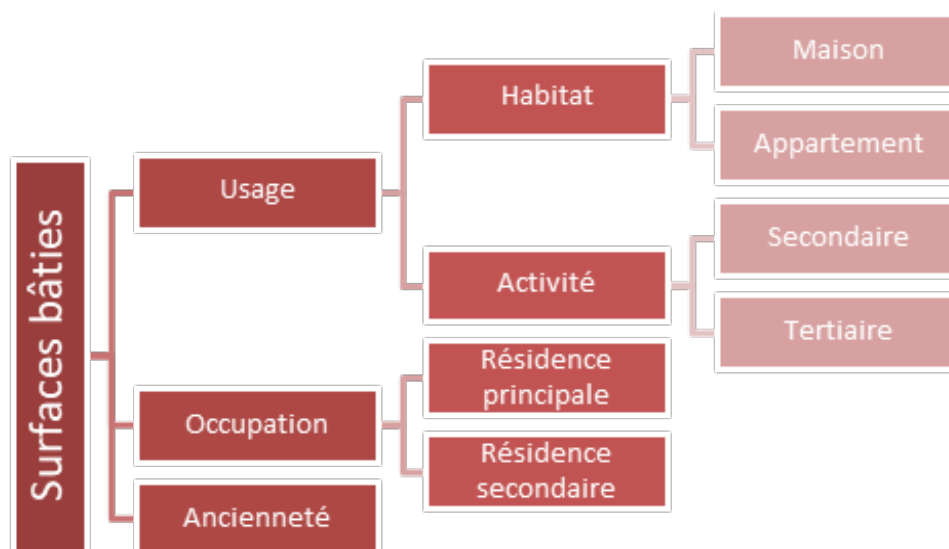 Surfaces bâties
Usage
Habitat
Maison
Appartement
Activité
Secondaire
Tertiaire
Occupation
Résidence
principale
Résidence
secondaire
Ancienneté